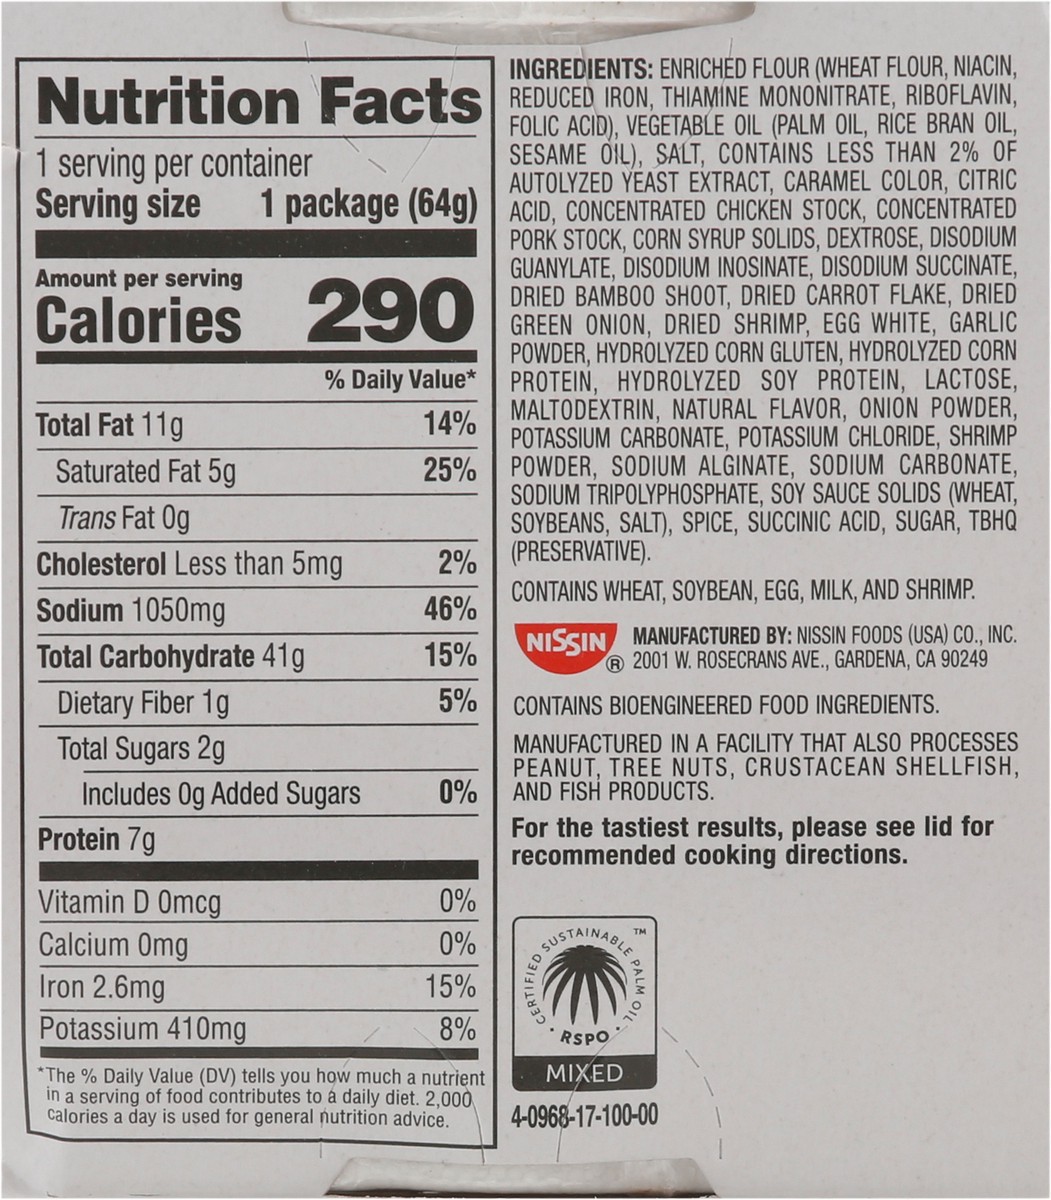 Nutrition Facts
1 serving per container
Serving size 1 package (64g)
Amount per serving
Calories 290
% Daily Value*
Total Fat 11g 14%
Saturated Fat 5g 25%
Trans Fat 0g
Cholesterol Less than 5mg 2%
Sodium 1050mg 46%
Total Carbohydrate 41g 15%
Dietary Fiber 1g 5%
Total Sugars 2g
Includes 0g Added Sugars 0%
Protein 7g
Vitamin D 0mcg 0%
Calcium 0mg 0%
Iron 2.6mg 15%
Potassium 410mg 8%
*The % Daily Value (DV) tells you how much a nutrient
in a serving of food contributes to a daily diet. 2,000
calories a day is used for general nutrition advice.
INGREDIENTS: ENRICHED FLOUR (WHEAT FLOUR, NIACIN,
REDUCED IRON, THIAMINE MONONITRATE, RIBOFLAVIN,
FOLIC ACID), VEGETABLE OIL (PALM OIL, RICE BRAN OIL,
SESAME OIL), SALT, CONTAINS LESS THAN 2% OF
AUTOLYZED YEAST EXTRACT, CARAMEL COLOR, CITRIC
ACID, CONCENTRATED CHICKEN STOCK, CONCENTRATED
PORK STOCK, CORN SYRUP SOLIDS, DEXTROSE, DISODIUM
GUANYLATE, DISODIUM INOSINATE, DISODIUM SUCCINATE,
DRIED BAMBOO SHOOT, DRIED CARROT FLAKE, DRIED
GREEN ONION, DRIED SHRIMP, EGG WHITE, GARLIC
POWDER, HYDROLYZED CORN GLUTEN, HYDROLYZED CORN
PROTEIN, HYDROLYZED SOY PROTEIN, LACTOSE,
MALTODEXTRIN, NATURAL FLAVOR, ONION POWDER,
POTASSIUM CARBONATE, POTASSIUM CHLORIDE, SHRIMP
POWDER, SODIUM ALGINATE, SODIUM CARBONATE,
SODIUM TRIPOLYPHOSPHATE, SOY SAUCE SOLIDS (WHEAT,
SOYBEANS, SALT), SPICE, SUCCINIC ACID, SUGAR, TBHQ
(PRESERVATIVE).
CONTAINS WHEAT, SOYBEAN, EGG, MILK, AND SHRIMP.
NISSIN ®
MANUFACTURED BY: NISSIN FOODS (USA) CO., INC.
2001 W. ROSECRANS AVE., GARDENA, CA 90249
CONTAINS BIOENGINEERED FOOD INGREDIENTS.
MANUFACTURED IN A FACILITY THAT ALSO PROCESSES
PEANUT, TREE NUTS, CRUSTACEAN SHELLFISH,
AND FISH PRODUCTS.
For the tastiest results, please see lid for
recommended cooking directions.
CERTIFIED SUSTAINABLE PALM OIL ™
RSPO
MIXED
4-0968-17-100-00